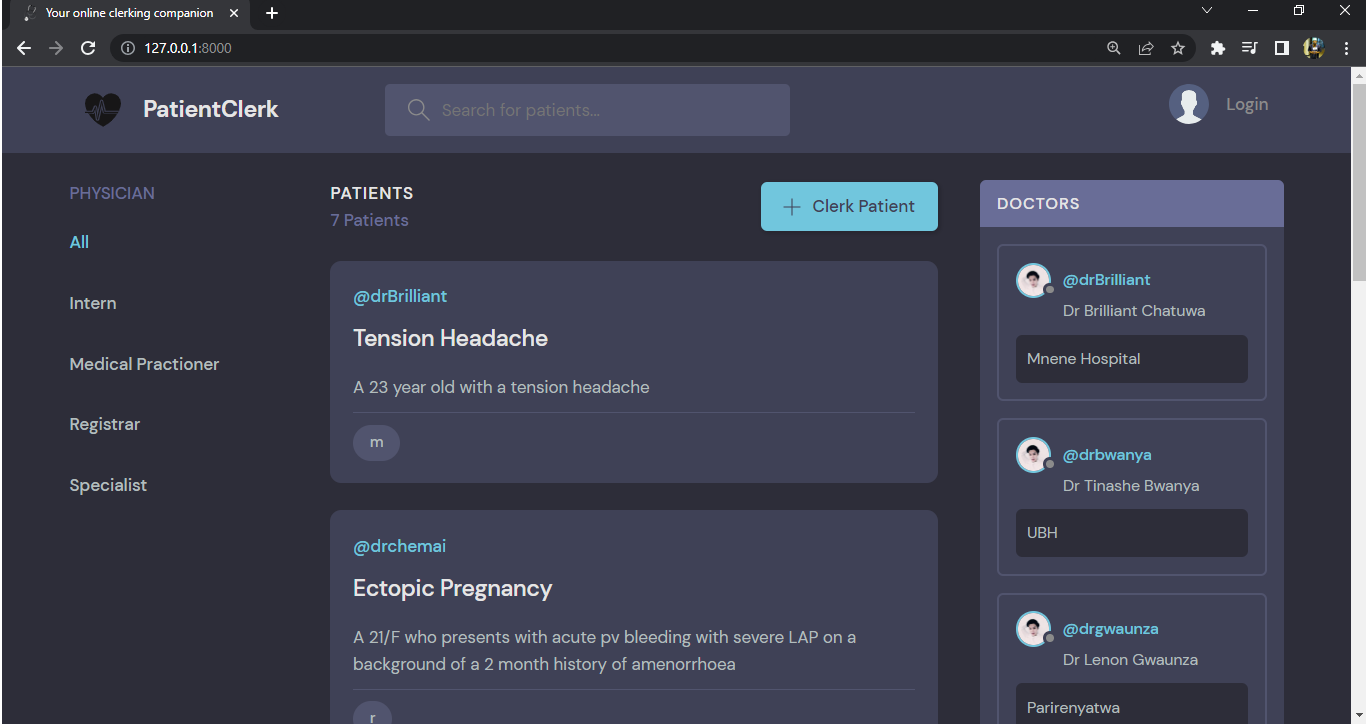 Your online clerking companion
127.0.0.1:8000
PatientClerk
Search for patients...
Login
PHYSICIAN
All
Intern
Medical Practioner
Registrar
Specialist
PATIENTS
7 Patients
Clerk Patient
@drBrilliant
Tension Headache
A 23 year old with a tension headache
m
@drchemai
Ectopic Pregnancy
A 21/F who presents with acute pv bleeding with severe LAP on a
background of a 2 month history of amenorrhoea
r
DOCTORS
@drBrilliant
Dr Brilliant Chatuwa
Mnene Hospital
@drbwanya
Dr Tinashe Bwanya
UBH
@drgwaunza
Dr Lenon Gwaunza
Parirenyatwa